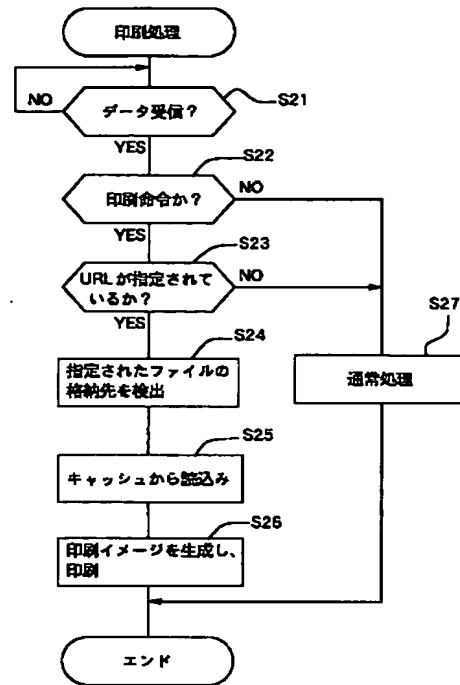 印刷処理
データ受信?
S21
NO
YES
S22
印刷命令か?
NO
YES
S23
URLが指定されて
いるか?
NO
YES
S27
S24
指定されたファイルの
格納先を検出
通常処理
S25
キャッシュから読込み
S26
印刷イメージを生成し、
印刷
エンド